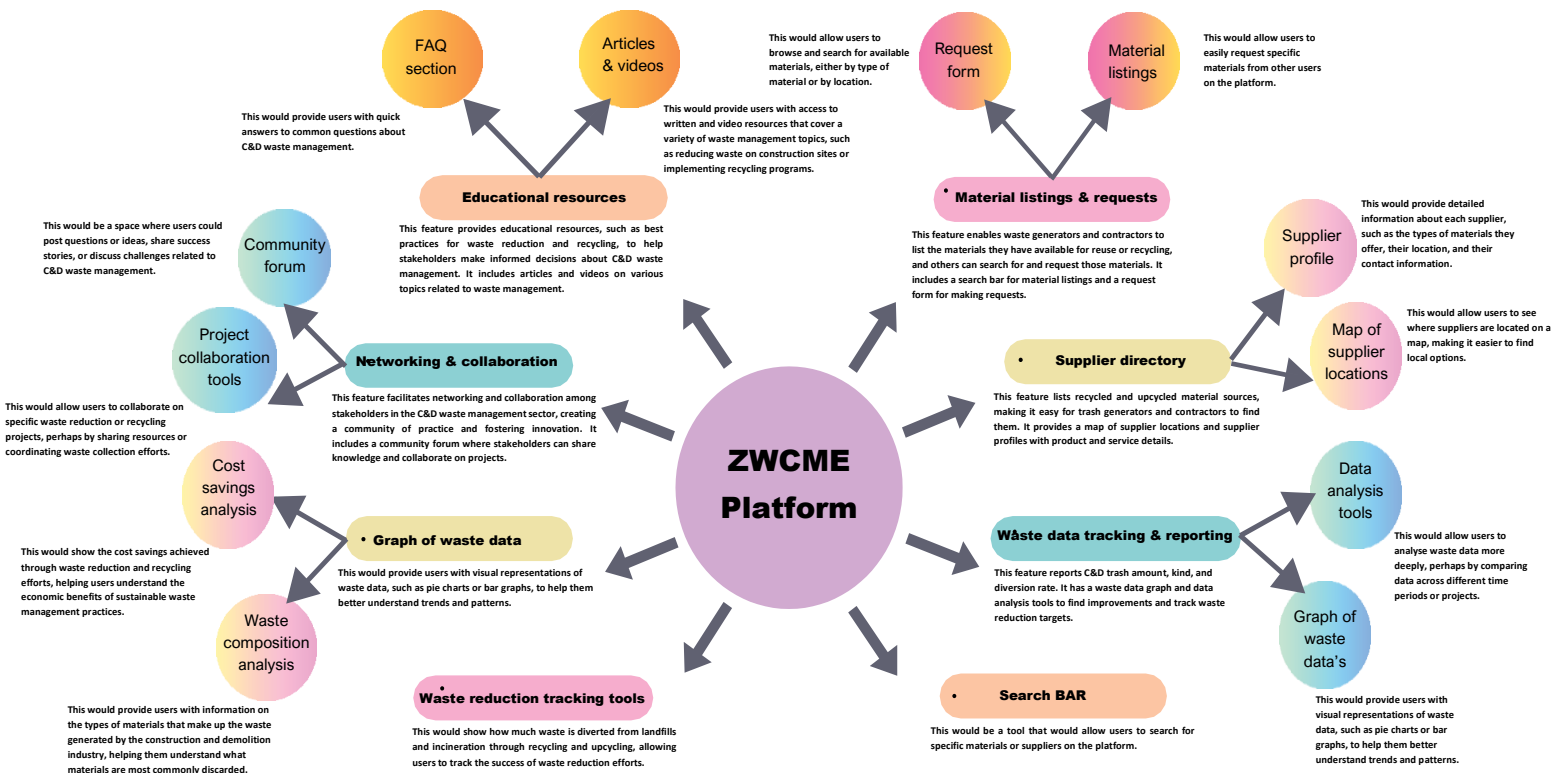 FAQ
section
This would provide users with quick
answers to common questions about
C&D waste management.
Articles
& videos
This would provide users with access to
written and video resources that cover a
variety of waste management topics, such
as reducing waste on construction sites or
implementing recycling programs.
Educational resources
This feature provides educational resources, such as best
practices for waste reduction and recycling, to help
stakeholders make informed decisions about C&D waste
management. It includes articles and videos on various
topics related to waste management.
This would allow users to
browse and search for available
materials, either by type of
material or by location.
Request
form
Material
listings
This would allow users to
easily request specific
materials from other users
on the platform.
• Material listings & requests
This feature enables waste generators and contractors to
list the materials they have available for reuse or recycling,
and others can search for and request those materials. It
includes a search bar for material listings and a request
form for making requests.
This would be a space where users could
post questions or ideas, share success
stories, or discuss challenges related to
C&D waste management.
Community
forum
Project
collaboration
tools
This would allow users to collaborate on
specific waste reduction or recycling
projects, perhaps by sharing resources or
coordinating waste collection efforts.
• Networking & collaboration
This feature facilitates networking and collaboration among
stakeholders in the C&D waste management sector, creating
a community of practice and fostering innovation. It
includes a community forum where stakeholders can share
knowledge and collaborate on projects.
Supplier
profile
This would provide detailed
information about each supplier,
such as the types of materials they
offer, their location, and their
contact information.
Map of
supplier
locations
This would allow users to see
where suppliers are located on a
map, making it easier to find
local options.
• Supplier directory
This feature lists recycled and upcycled material sources,
making it easy for trash generators and contractors to find
them. It provides a map of supplier locations and supplier
profiles with product and service details.
ZWCME
Platform
Cost
savings
analysis
This would show the cost savings achieved
through waste reduction and recycling
efforts, helping users understand the
economic benefits of sustainable waste
management practices.
• Graph of waste data
This would provide users with visual representations of
waste data, such as pie charts or bar graphs, to help them
better understand trends and patterns.
Waste
composition
analysis
This would provide users with information on
the types of materials that make up the waste
generated by the construction and demolition
industry, helping them understand what
materials are most commonly discarded.
• Waste data tracking & reporting
This feature reports C&D trash amount, kind, and
diversion rate. It has a waste data graph and data
analysis tools to find improvements and track waste
reduction targets.
Data
analysis
tools
This would allow users to
analyse waste data more
deeply, perhaps by comparing
data across different time
periods or projects.
Graph of
waste
data's
This would provide users with
visual representations of waste
data, such as pie charts or bar
graphs, to help them better
understand trends and patterns.
• Waste reduction tracking tools
This would show how much waste is diverted from landfills
and incineration through recycling and upcycling, allowing
users to track the success of waste reduction efforts.
• Search BAR
This would be a tool that would allow users to search for
specific materials or suppliers on the platform.